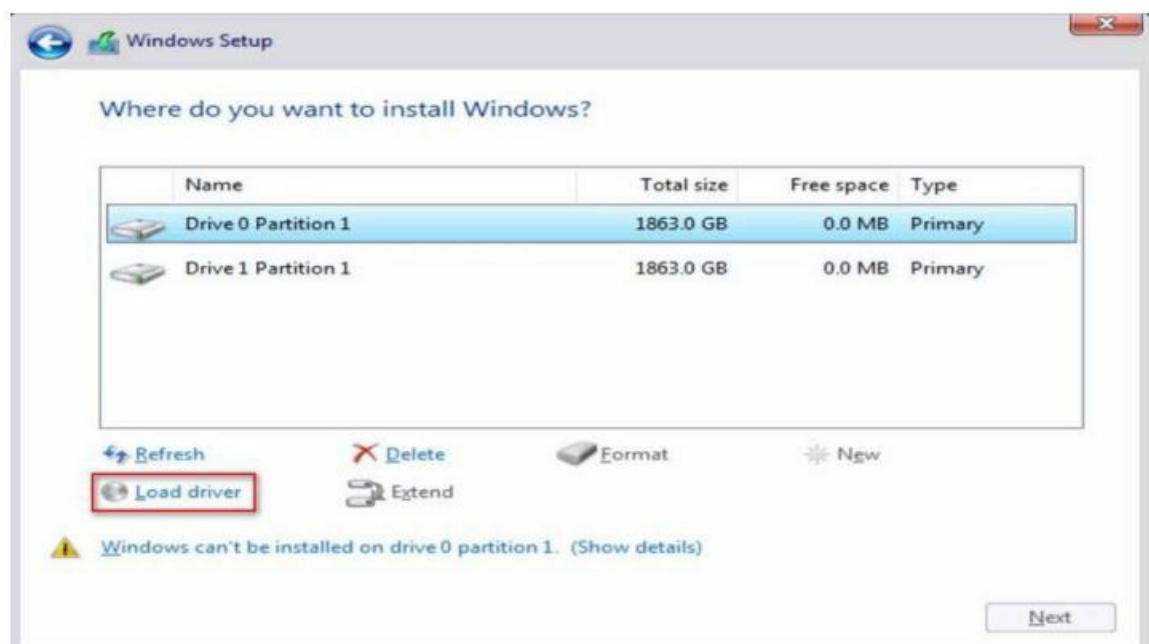 Windows Setup
Where do you want to install Windows?
Name Total size Free space Type
Drive 0 Partition 1 1863.0 GB 0.0 MB Primary
Drive 1 Partition 1 1863.0 GB 0.0 MB Primary
Refresh Delete Format New
Load driver Extend
Windows can't be installed on drive 0 partition 1. (Show details)
Next